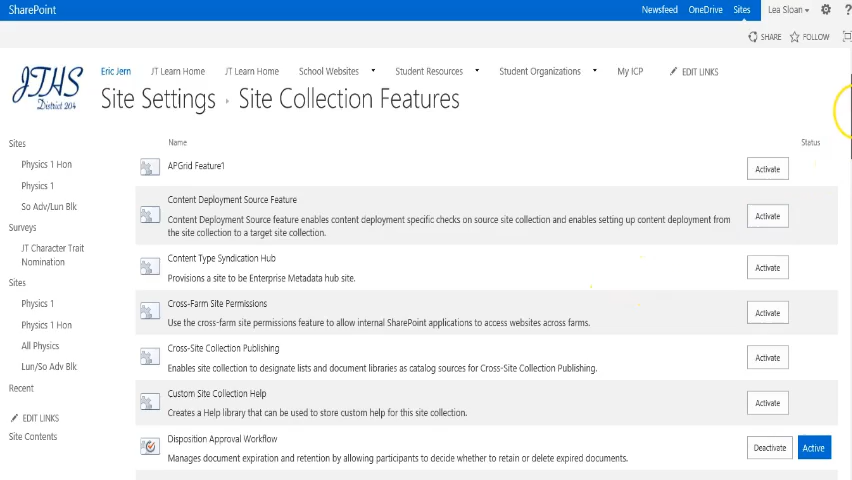 SharePoint
Newsfeed OneDrive Sites Lea Sloan ?
SHARE FOLLOW
JTHS
District 204
Eric Jern JT Learn Home JT Learn Home School Websites Student Resources Student Organizations My ICP EDIT LINKS
Site Settings › Site Collection Features
Name Status
Sites
Physics 1 Hon
Physics 1
So Adv/Lun Blk
Surveys
JT Character Trait
Nomination
Sites
Physics 1
Physics 1 Hon
All Physics
Lun/So Adv Blk
Recent
EDIT LINKS
Site Contents
APGrid Feature1
Activate
Content Deployment Source Feature
Content Deployment Source feature enables content deployment specific checks on source site collection and enables setting up content deployment from
the site collection to a target site collection.
Activate
Content Type Syndication Hub
Provisions a site to be Enterprise Metadata hub site.
Activate
Cross-Farm Site Permissions
Use the cross-farm site permissions feature to allow internal SharePoint applications to access websites across farms.
Activate
Cross-Site Collection Publishing
Enables site collection to designate lists and document libraries as catalog sources for Cross-Site Collection Publishing.
Activate
Custom Site Collection Help
Creates a Help library that can be used to store custom help for this site collection.
Activate
Disposition Approval Workflow
Manages document expiration and retention by allowing participants to decide whether to retain or delete expired documents.
Deactivate Active